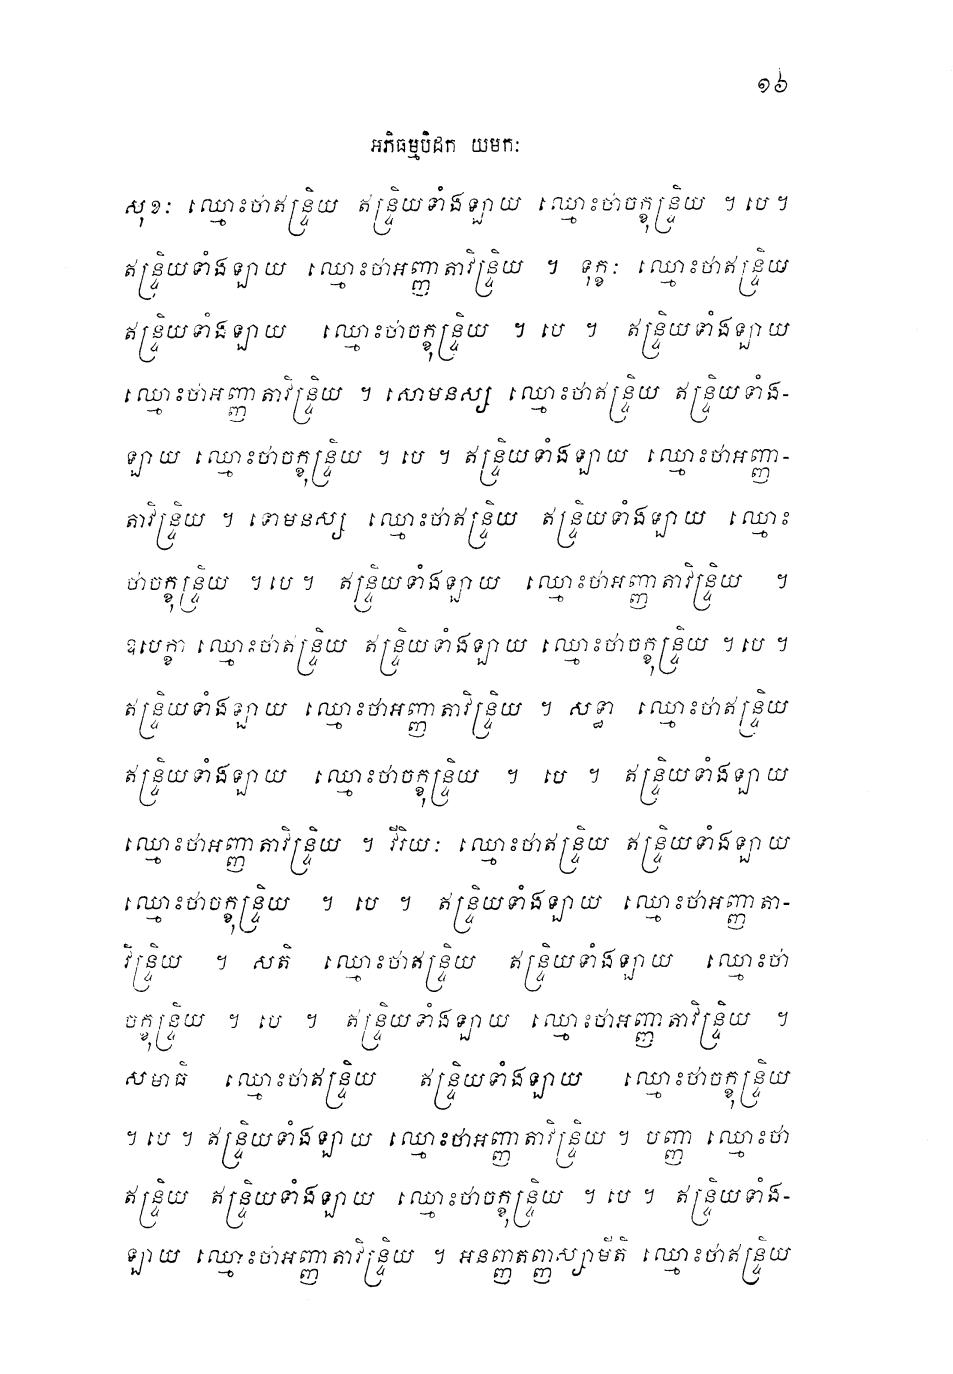 ១៦
អភិធម្មបិដក យមកៈ
សុខៈ ឈ្មោះថាឥន្ទ្រិយ ឥន្ទ្រិយទាំងឡាយ ឈ្មោះថាចក្ខុន្ទ្រិយ ។ បេ ។
ឥន្ទ្រិយទាំងឡាយ ឈ្មោះថាអញ្ញាតាវិន្ទ្រិយ ។ ទុក្ខៈ ឈ្មោះថាឥន្ទ្រិយ
ឥន្ទ្រិយទាំងឡាយ ឈ្មោះថាចក្ខុន្ទ្រិយ ។ បេ ។ ឥន្ទ្រិយទាំងឡាយ
ឈ្មោះថាអញ្ញាតាវិន្ទ្រិយ ។ សោមនស្ស ឈ្មោះថាឥន្ទ្រិយ ឥន្ទ្រិយទាំង-
ឡាយ ឈ្មោះថាចក្ខុន្ទ្រិយ ។ បេ ។ ឥន្ទ្រិយទាំងឡាយ ឈ្មោះថាអញ្ញា-
តាវិន្ទ្រិយ ។ ទោមនស្ស ឈ្មោះថាឥន្ទ្រិយ ឥន្ទ្រិយទាំងឡាយ ឈ្មោះ
ថាចក្ខុន្ទ្រិយ ។ បេ ។ ឥន្ទ្រិយទាំងឡាយ ឈ្មោះថាអញ្ញាតាវិន្ទ្រិយ ។
ឧបេក្ខា ឈ្មោះថាឥន្ទ្រិយ ឥន្ទ្រិយទាំងឡាយ ឈ្មោះថាចក្ខុន្ទ្រិយ ។ បេ ។
ឥន្ទ្រិយទាំងឡាយ ឈ្មោះថាអញ្ញាតាវិន្ទ្រិយ ។ សទ្ធា ឈ្មោះថាឥន្ទ្រិយ
ឥន្ទ្រិយទាំងឡាយ ឈ្មោះថាចក្ខុន្ទ្រិយ ។ បេ ។ ឥន្ទ្រិយទាំងឡាយ
ឈ្មោះថាអញ្ញាតាវិន្ទ្រិយ ។ វីរិយៈ ឈ្មោះថាឥន្ទ្រិយ ឥន្ទ្រិយទាំងឡាយ
ឈ្មោះថាចក្ខុន្ទ្រិយ ។ បេ ។ ឥន្ទ្រិយទាំងឡាយ ឈ្មោះថាអញ្ញាតា-
វិន្ទ្រិយ ។ សតិ ឈ្មោះថាឥន្ទ្រិយ ឥន្ទ្រិយទាំងឡាយ ឈ្មោះថា
ចក្ខុន្ទ្រិយ ។ បេ ។ ឥន្ទ្រិយទាំងឡាយ ឈ្មោះថាអញ្ញាតាវិន្ទ្រិយ ។
សមាធិ ឈ្មោះថាឥន្ទ្រិយ ឥន្ទ្រិយទាំងឡាយ ឈ្មោះថាចក្ខុន្ទ្រិយ
។ បេ ។ ឥន្ទ្រិយទាំងឡាយ ឈ្មោះថាអញ្ញាតាវិន្ទ្រិយ ។ បញ្ញា ឈ្មោះថា
ឥន្ទ្រិយ ឥន្ទ្រិយទាំងឡាយ ឈ្មោះថាចក្ខុន្ទ្រិយ ។ បេ ។ ឥន្ទ្រិយទាំង-
ឡាយ ឈ្មោះថាអញ្ញាតាវិន្ទ្រិយ ។ អនញ្ញតញ្ញស្សាមីតិ ឈ្មោះថាឥន្ទ្រិយ